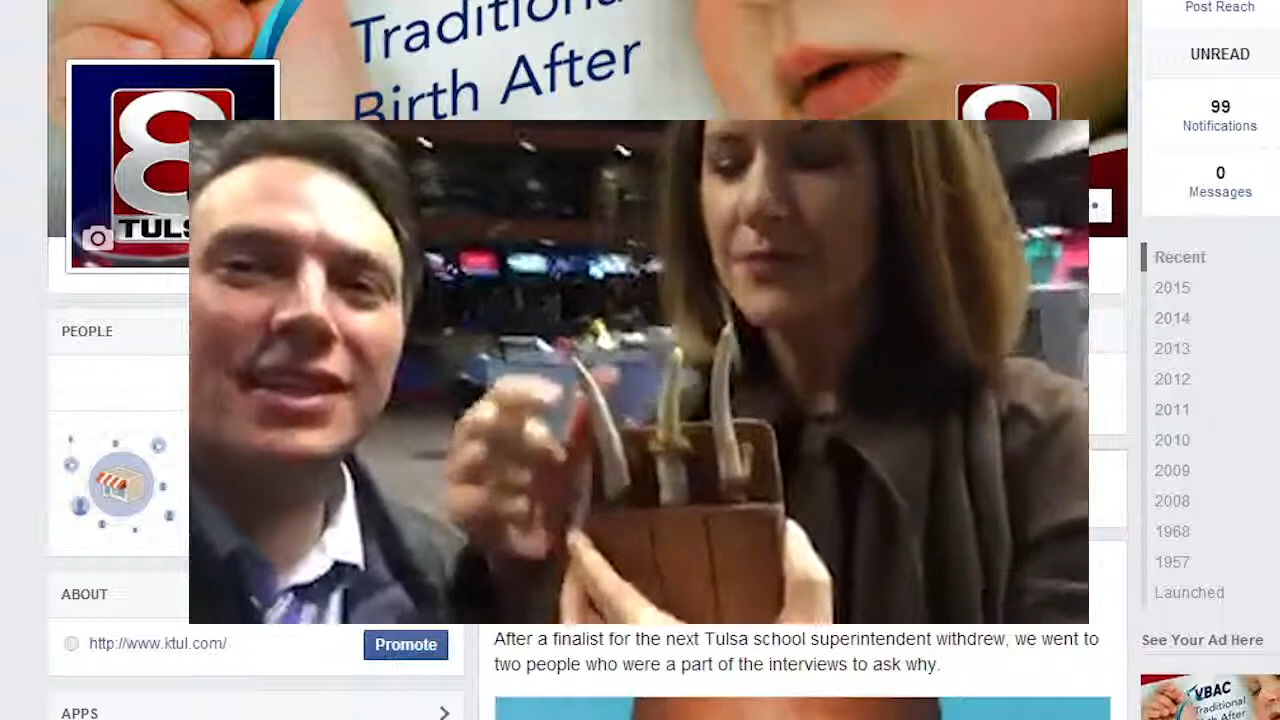 Traditional
Birth After
8
TULS
PEOPLE
ABOUT
http://www.ktul.com/
Promote
APPS
After a finalist for the next Tulsa school superintendent withdrew, we went to
two people who were a part of the interviews to ask why.
Post Reach
UNREAD
99
Notifications
0
Messages
Recent
2015
2014
2013
2012
2011
2010
2009
2008
1968
1957
Launched
See Your Ad Here
VBAC
Traditional
Birth After